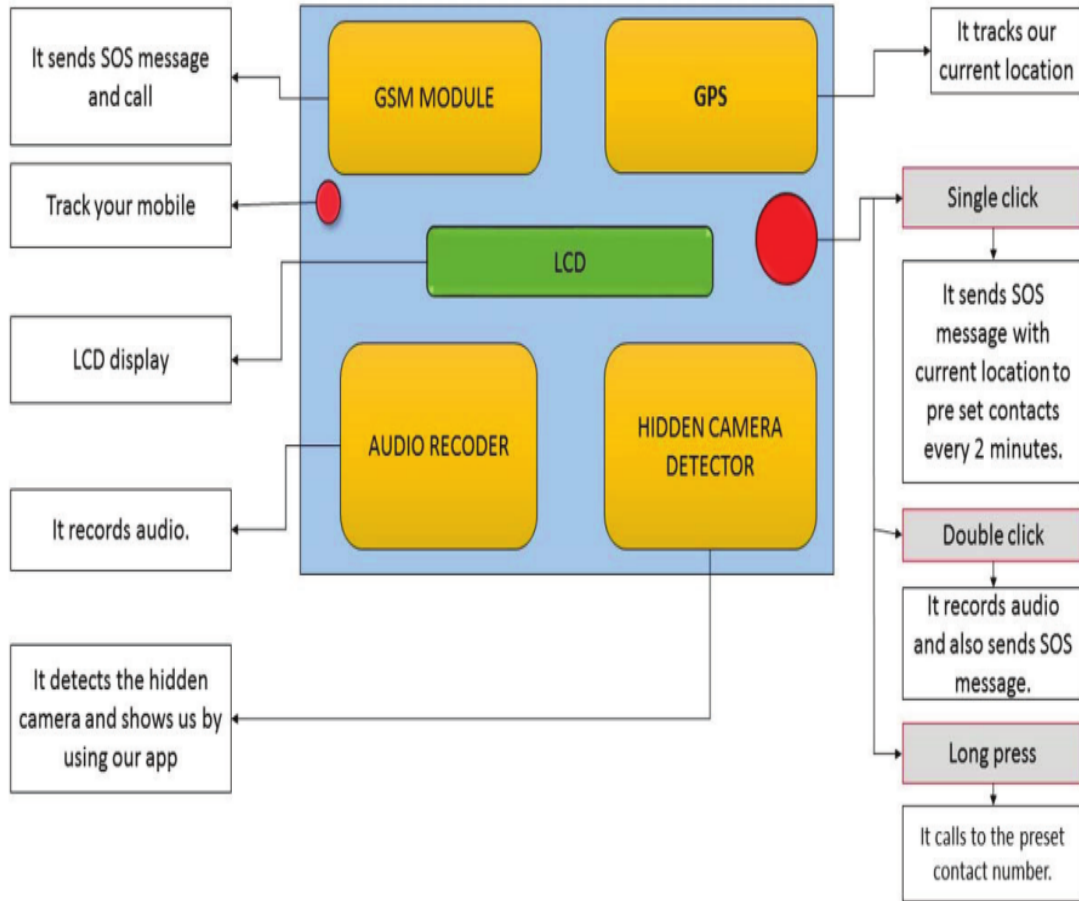 It sends SOS message
and call
Track your mobile
LCD display
It records audio.
It detects the hidden
camera and shows us by
using our app
GSM MODULE
GPS
LCD
AUDIO RECODER
HIDDEN CAMERA
DETECTOR
It tracks our
current location
Single click
It sends SOS
message with
current location to
pre set contacts
every 2 minutes.
Double click
It records audio
and also sends SOS
message.
Long press
It calls to the preset
contact number.